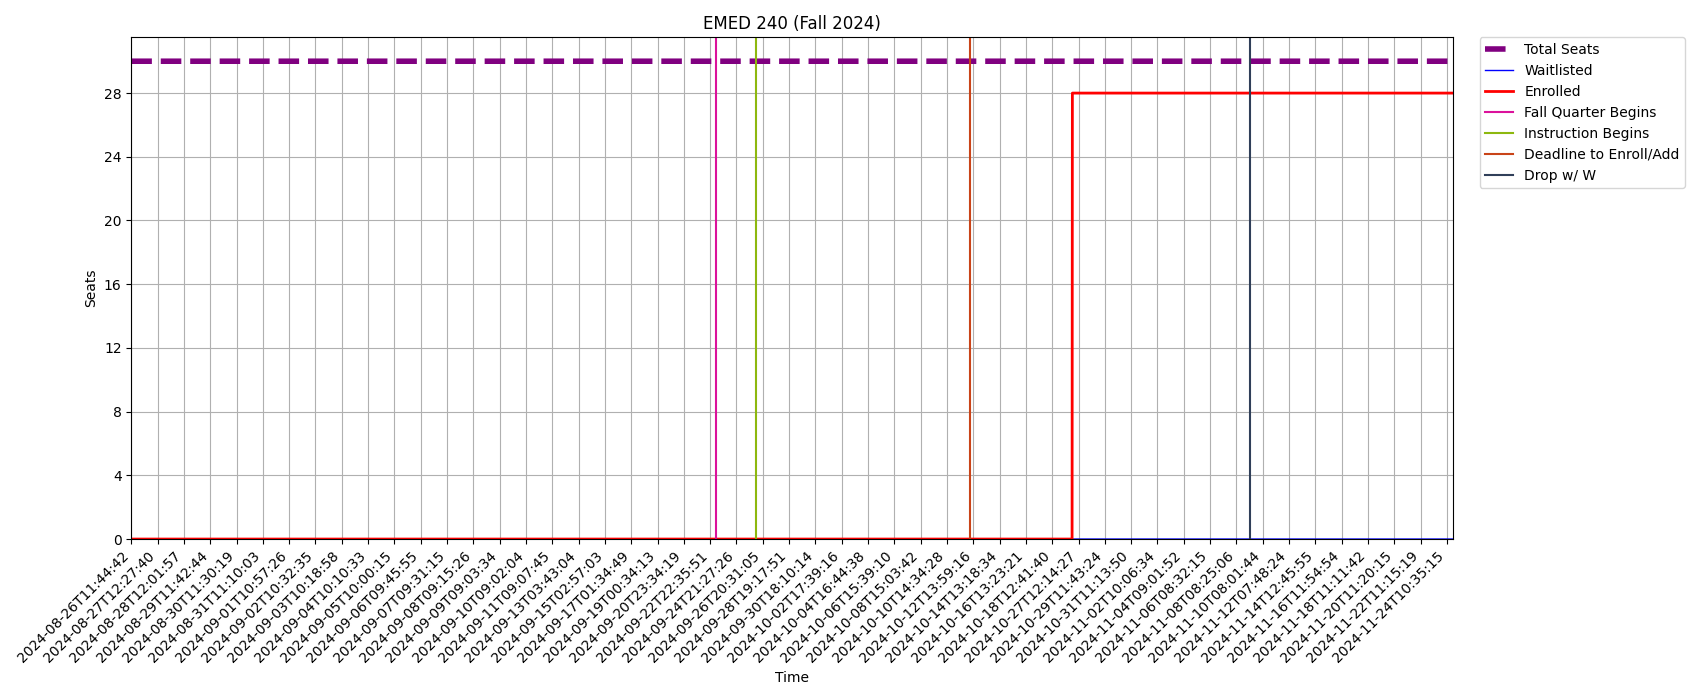 EMED 240 (Fall 2024)
Total Seats
Waitlisted
Enrolled
Fall Quarter Begins
Instruction Begins
Deadline to Enroll/Add
Drop w/ W
Seats
28
24
20
16
12
8
4
0
2024-08-26T11:44:42
2024-08-27T12:27:40
2024-08-28T12:01:57
2024-08-29T11:42:44
2024-08-30T11:30:19
2024-08-31T11:10:03
2024-09-01T10:57:26
2024-09-02T10:32:35
2024-09-03T10:18:58
2024-09-04T10:10:33
2024-09-05T10:00:15
2024-09-06T09:45:55
2024-09-07T09:31:15
2024-09-08T09:15:26
2024-09-09T09:03:34
2024-09-10T09:02:04
2024-09-11T09:07:45
2024-09-13T03:43:04
2024-09-15T02:57:03
2024-09-17T01:34:49
2024-09-19T00:34:13
2024-09-20T23:34:19
2024-09-22T22:35:51
2024-09-24T21:27:26
2024-09-26T20:31:05
2024-09-28T19:17:51
2024-09-30T18:10:14
2024-10-02T17:39:16
2024-10-04T16:44:38
2024-10-06T15:39:10
2024-10-08T15:03:42
2024-10-10T14:34:28
2024-10-12T13:59:16
2024-10-14T13:18:34
2024-10-16T13:23:21
2024-10-18T12:41:40
2024-10-27T12:14:27
2024-10-29T11:43:24
2024-10-31T11:13:50
2024-11-02T10:06:34
2024-11-04T09:01:52
2024-11-06T08:32:15
2024-11-08T08:25:06
2024-11-10T08:01:44
2024-11-12T07:48:24
2024-11-14T12:45:55
2024-11-16T11:54:54
2024-11-18T11:11:42
2024-11-20T11:20:15
2024-11-22T11:15:19
2024-11-24T10:35:15
Time